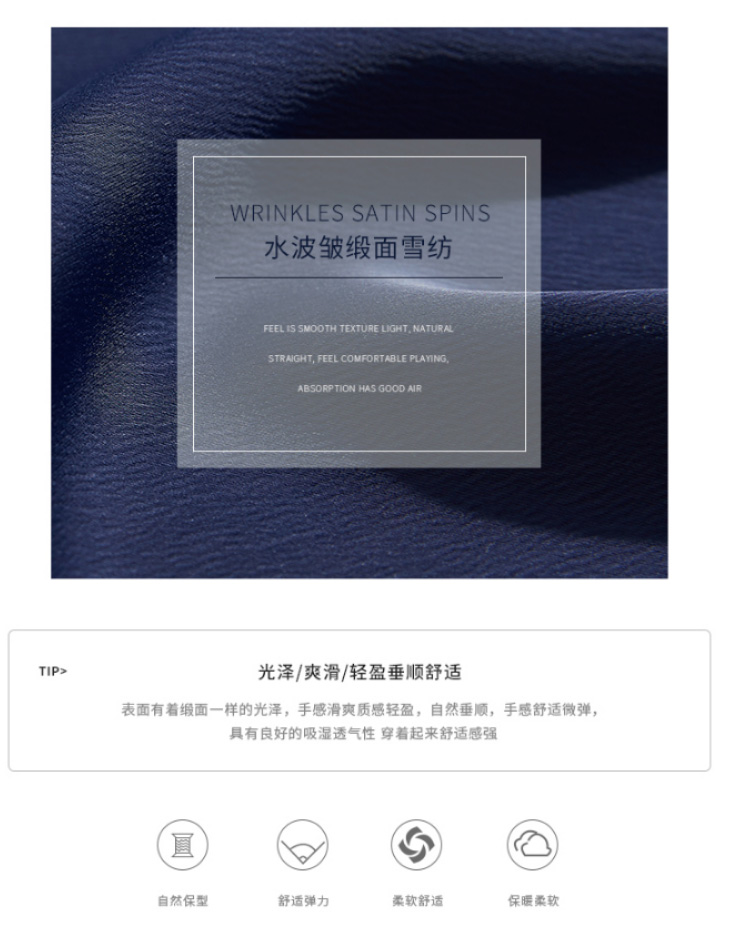 WRINKLES SATIN SPINS
水波皱缎面雪纺
FEEL IS SMOOTH TEXTURE LIGHT, NATURAL
STRAIGHT, FEEL COMFORTABLE PLAYING,
ABSORPTION HAS GOOD AIR
TIP>
光泽/爽滑/轻盈垂顺舒适
表面有着缎面一样的光泽，手感滑爽质感轻盈，自然垂顺，手感舒适微弹，
具有良好的吸湿透气性 穿着起来舒适感强
自然保型
舒适弹力
柔软舒适
保暖柔软